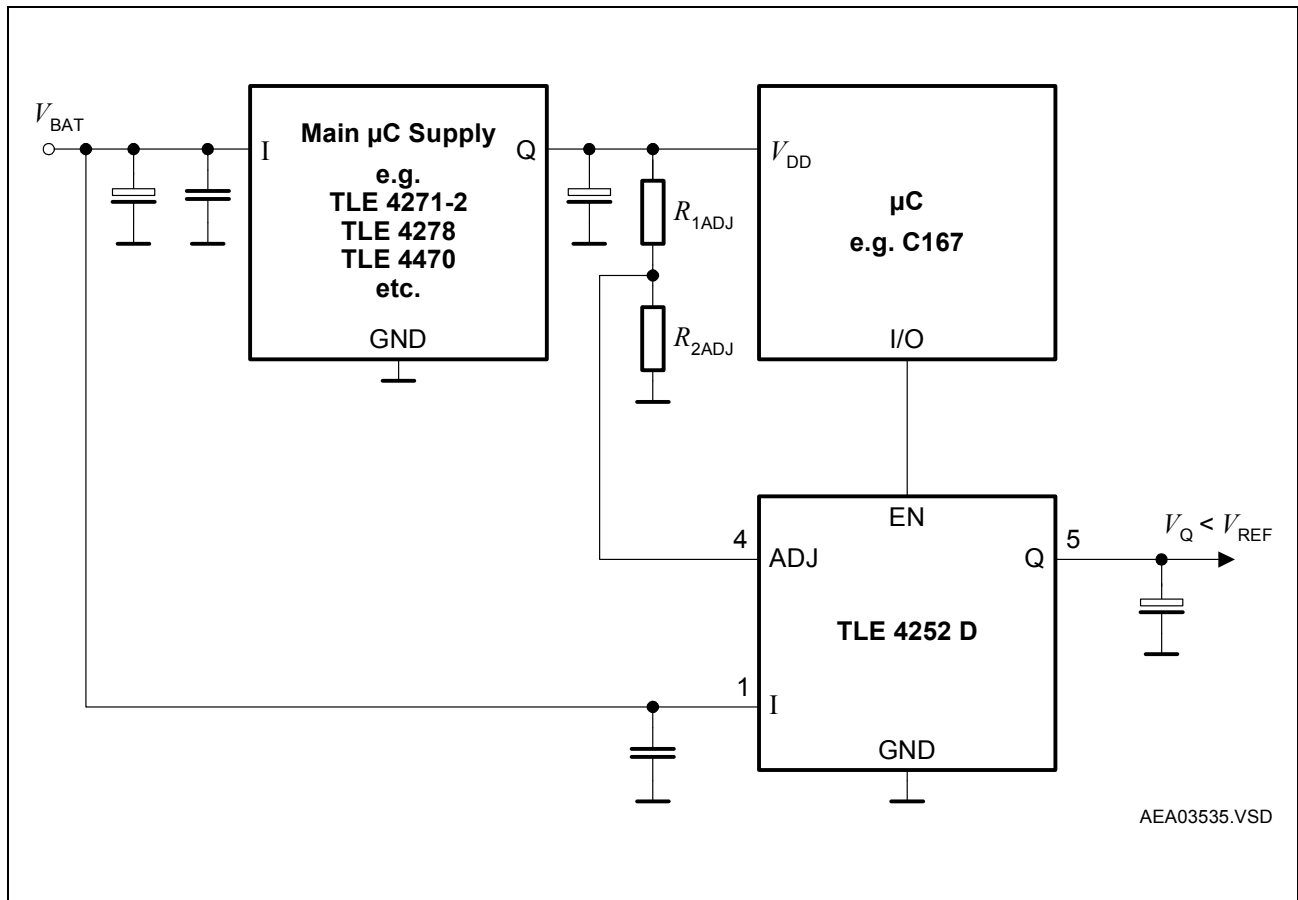 V_BAT
I
Main µC Supply
Q
e.g.
TLE 4271-2
TLE 4278
TLE 4470
etc.
GND
R_1ADJ
R_2ADJ
V_DD
µC
e.g. C167
I/O
EN
4
ADJ
Q
5
V_Q < V_REF
TLE 4252 D
1
I
GND
AEA03535.VSD